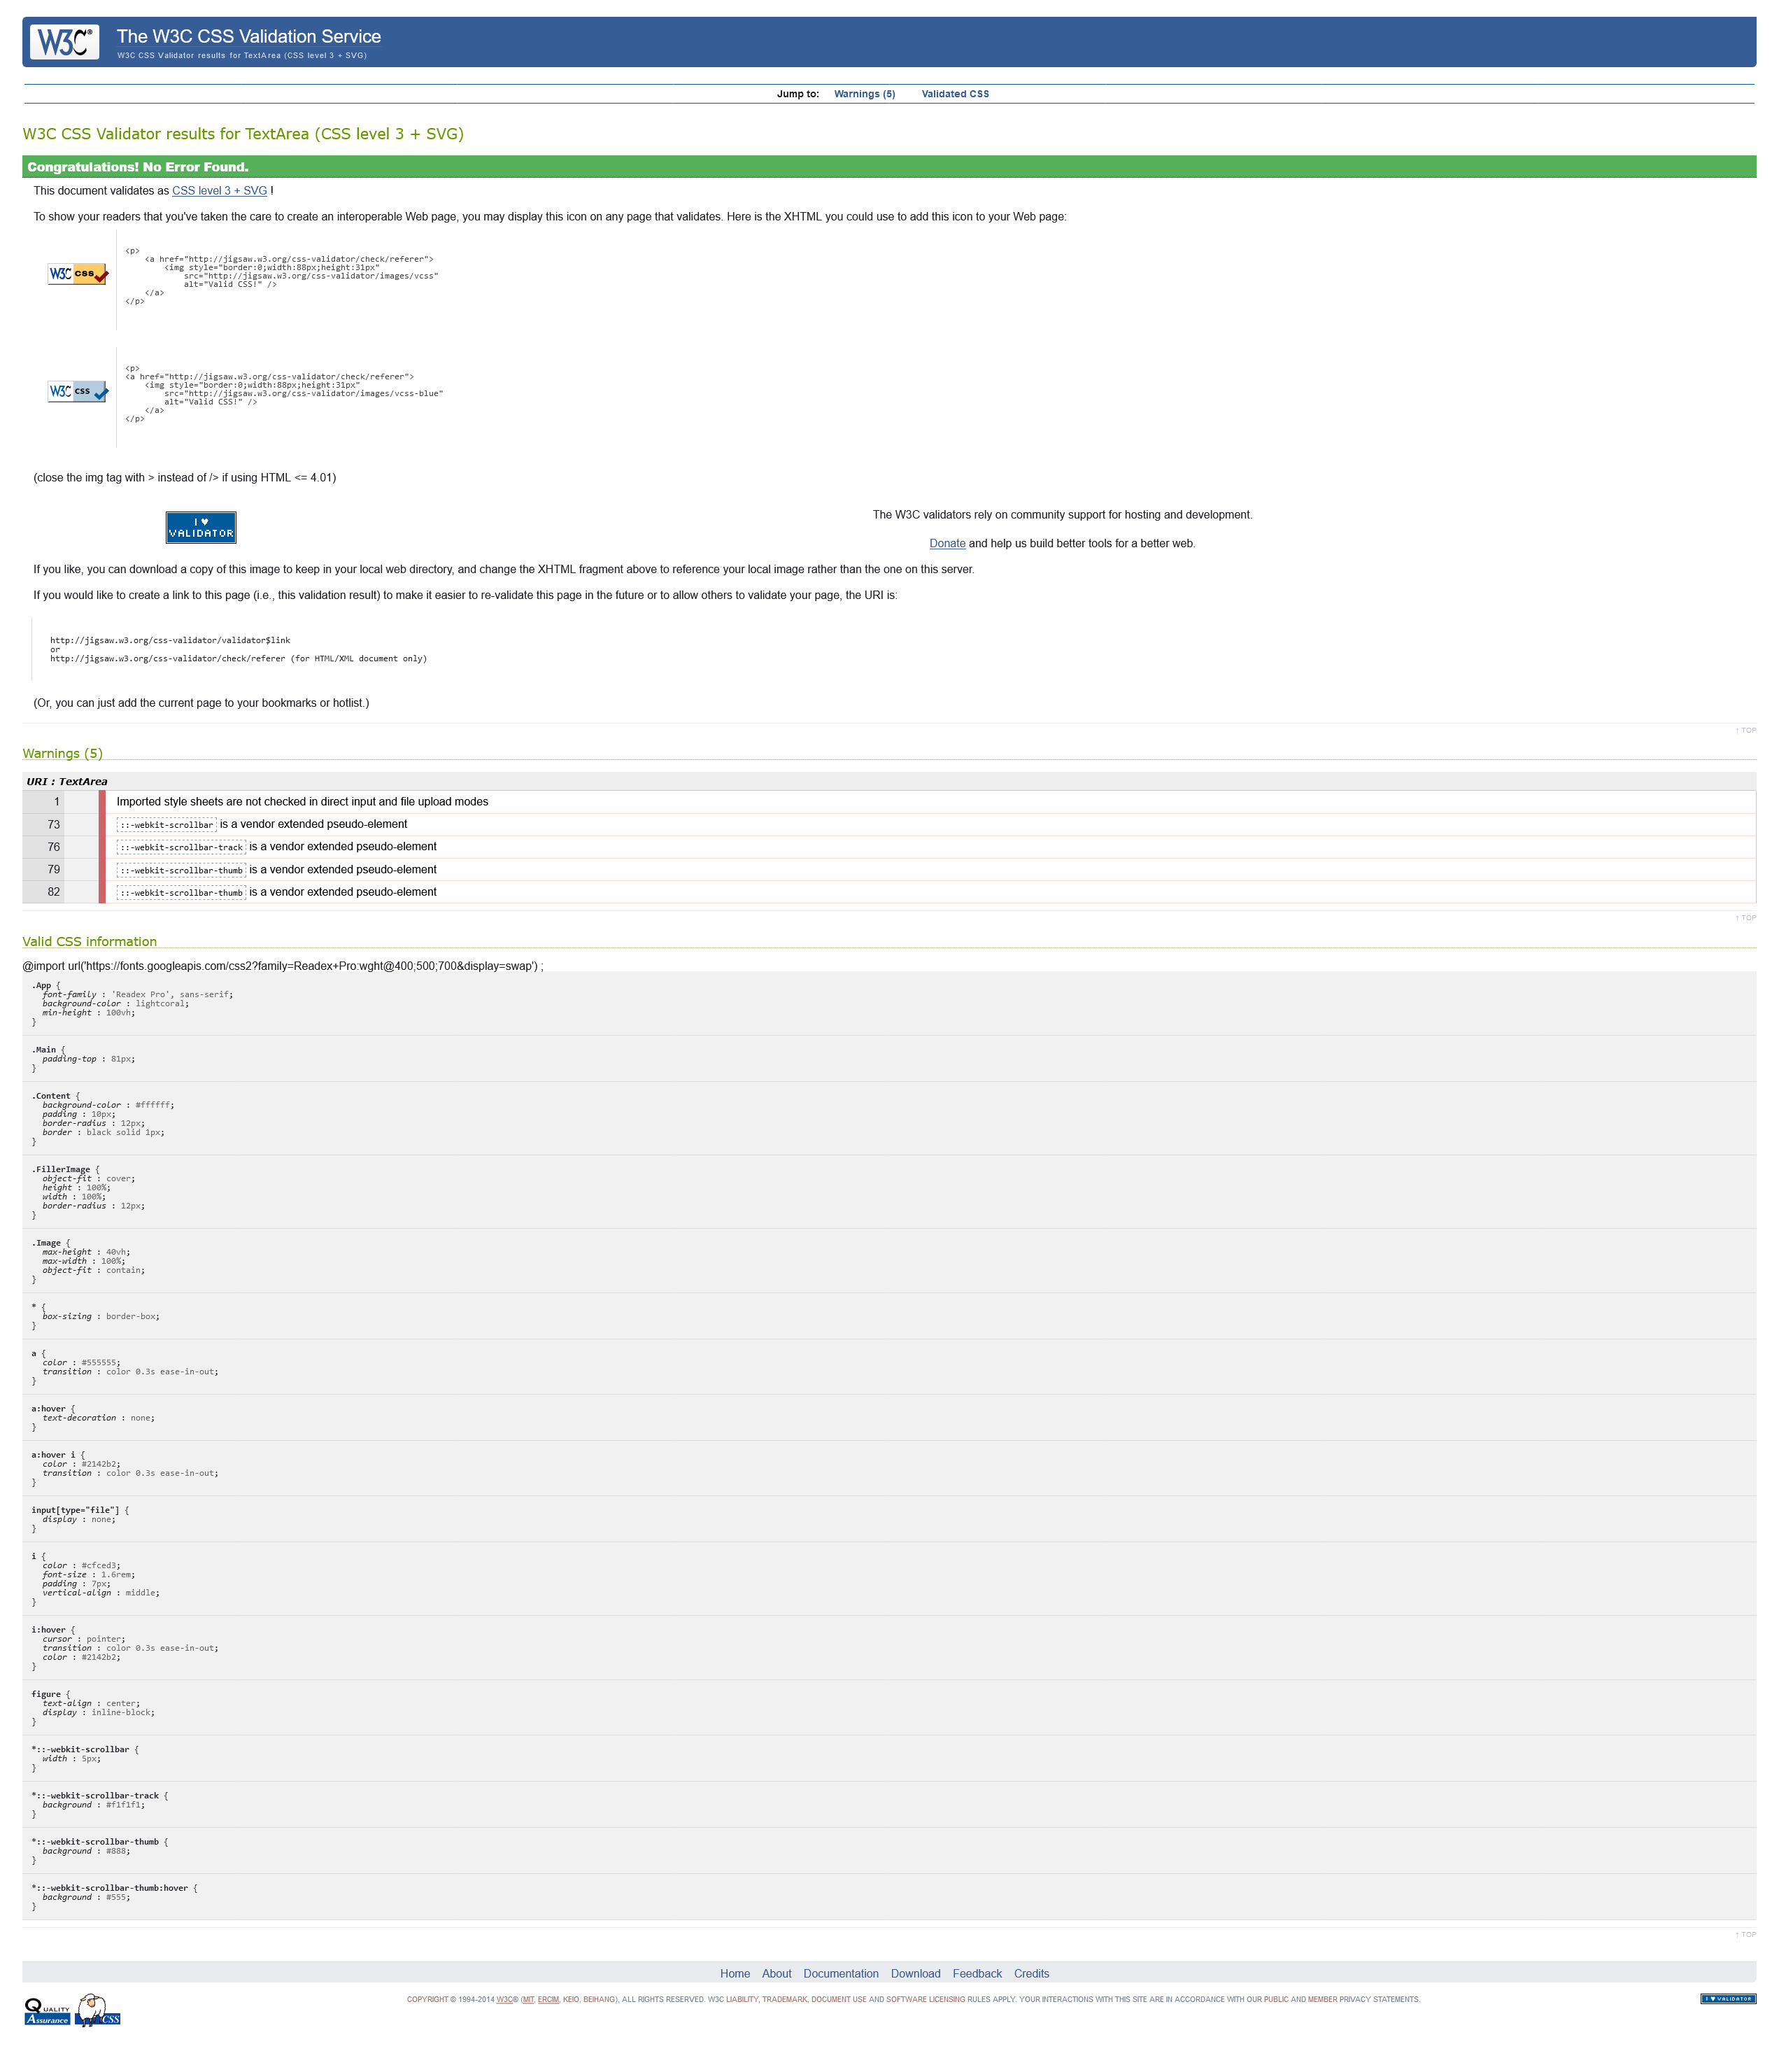 W3C®
The W3C CSS Validation Service
W3C CSS Validator results for TextArea (CSS level 3 + SVG)
Jump to: Warnings (5) Validated CSS
W3C CSS Validator results for TextArea (CSS level 3 + SVG)
Congratulations! No Error Found.
This document validates as CSS level 3 + SVG !
To show your readers that you've taken the care to create an interoperable Web page, you may display this icon on any page that validates. Here is the XHTML you could use to add this icon to your Web page:
W3C css
<p>
<a href="http://jigsaw.w3.org/css-validator/check/referer">
<img style="border:0;width:88px;height:31px"
src="http://jigsaw.w3.org/css-validator/images/vcss"
alt="Valid CSS!" />
</a>
</p>
W3C css
<p>
<a href="http://jigsaw.w3.org/css-validator/check/referer">
<img style="border:0;width:88px;height:31px"
src="http://jigsaw.w3.org/css-validator/images/vcss-blue"
alt="Valid CSS!" />
</a>
</p>
(close the img tag with > instead of /> if using HTML <= 4.01)
I ♥
VALIDATOR
The W3C validators rely on community support for hosting and development.
Donate and help us build better tools for a better web.
If you like, you can download a copy of this image to keep in your local web directory, and change the XHTML fragment above to reference your local image rather than the one on this server.
If you would like to create a link to this page (i.e., this validation result) to make it easier to re-validate this page in the future or to allow others to validate your page, the URI is:
http://jigsaw.w3.org/css-validator/validator$link
or
http://jigsaw.w3.org/css-validator/check/referer (for HTML/XML document only)
(Or, you can just add the current page to your bookmarks or hotlist.)
↑ TOP
Warnings (5)
URI : TextArea
1 Imported style sheets are not checked in direct input and file upload modes
73 ::-webkit-scrollbar is a vendor extended pseudo-element
76 ::-webkit-scrollbar-track is a vendor extended pseudo-element
79 ::-webkit-scrollbar-thumb is a vendor extended pseudo-element
82 ::-webkit-scrollbar-thumb is a vendor extended pseudo-element
↑ TOP
Valid CSS information
@import url('https://fonts.googleapis.com/css2?family=Readex+Pro:wght@400;500;700&display=swap') ;
.App {
font-family : 'Readex Pro', sans-serif;
background-color : lightcoral;
min-height : 100vh;
}
.Main {
padding-top : 81px;
}
.Content {
background-color : #ffffff;
padding : 10px;
border-radius : 12px;
border : black solid 1px;
}
.FillerImage {
object-fit : cover;
height : 100%;
width : 100%;
border-radius : 12px;
}
.Image {
max-height : 40vh;
max-width : 100%;
object-fit : contain;
}
* {
box-sizing : border-box;
}
a {
color : #555555;
transition : color 0.3s ease-in-out;
}
a:hover {
text-decoration : none;
}
a:hover i {
color : #2142b2;
transition : color 0.3s ease-in-out;
}
input[type="file"] {
display : none;
}
i {
color : #cfced3;
font-size : 1.6rem;
padding : 7px;
vertical-align : middle;
}
i:hover {
cursor : pointer;
transition : color 0.3s ease-in-out;
color : #2142b2;
}
figure {
text-align : center;
display : inline-block;
}
*::-webkit-scrollbar {
width : 5px;
}
*::-webkit-scrollbar-track {
background : #f1f1f1;
}
*::-webkit-scrollbar-thumb {
background : #888;
}
*::-webkit-scrollbar-thumb:hover {
background : #555;
}
↑ TOP
Home About Documentation Download Feedback Credits
Quality
Assurance
CSS
COPYRIGHT © 1994-2014 W3C® (MIT, ERCIM, KEIO, BEIHANG), ALL RIGHTS RESERVED. W3C LIABILITY, TRADEMARK, DOCUMENT USE AND SOFTWARE LICENSING RULES APPLY. YOUR INTERACTIONS WITH THIS SITE ARE IN ACCORDANCE WITH OUR PUBLIC AND MEMBER PRIVACY STATEMENTS.
I ♥ VALIDATOR